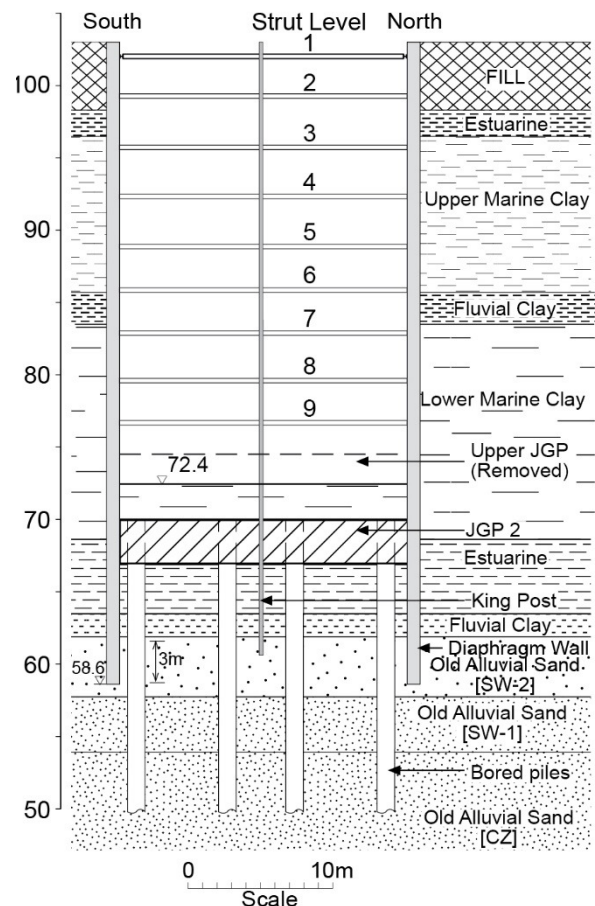 South Strut Level North
1
100
2
FILL
3
Estuarine
4
Upper Marine Clay
90
5
6
Fluvial Clay
7
80
8
Lower Marine Clay
9
Upper JGP
(Removed)
72.4
70
JGP 2
Estuarine
King Post
Fluvial Clay
60
58.6
3m
Diaphragm Wall
Old Alluvial Sand
[SW-2]
Old Alluvial Sand
[SW-1]
Bored piles
50
Old Alluvial Sand
[CZ]
0 10m
Scale